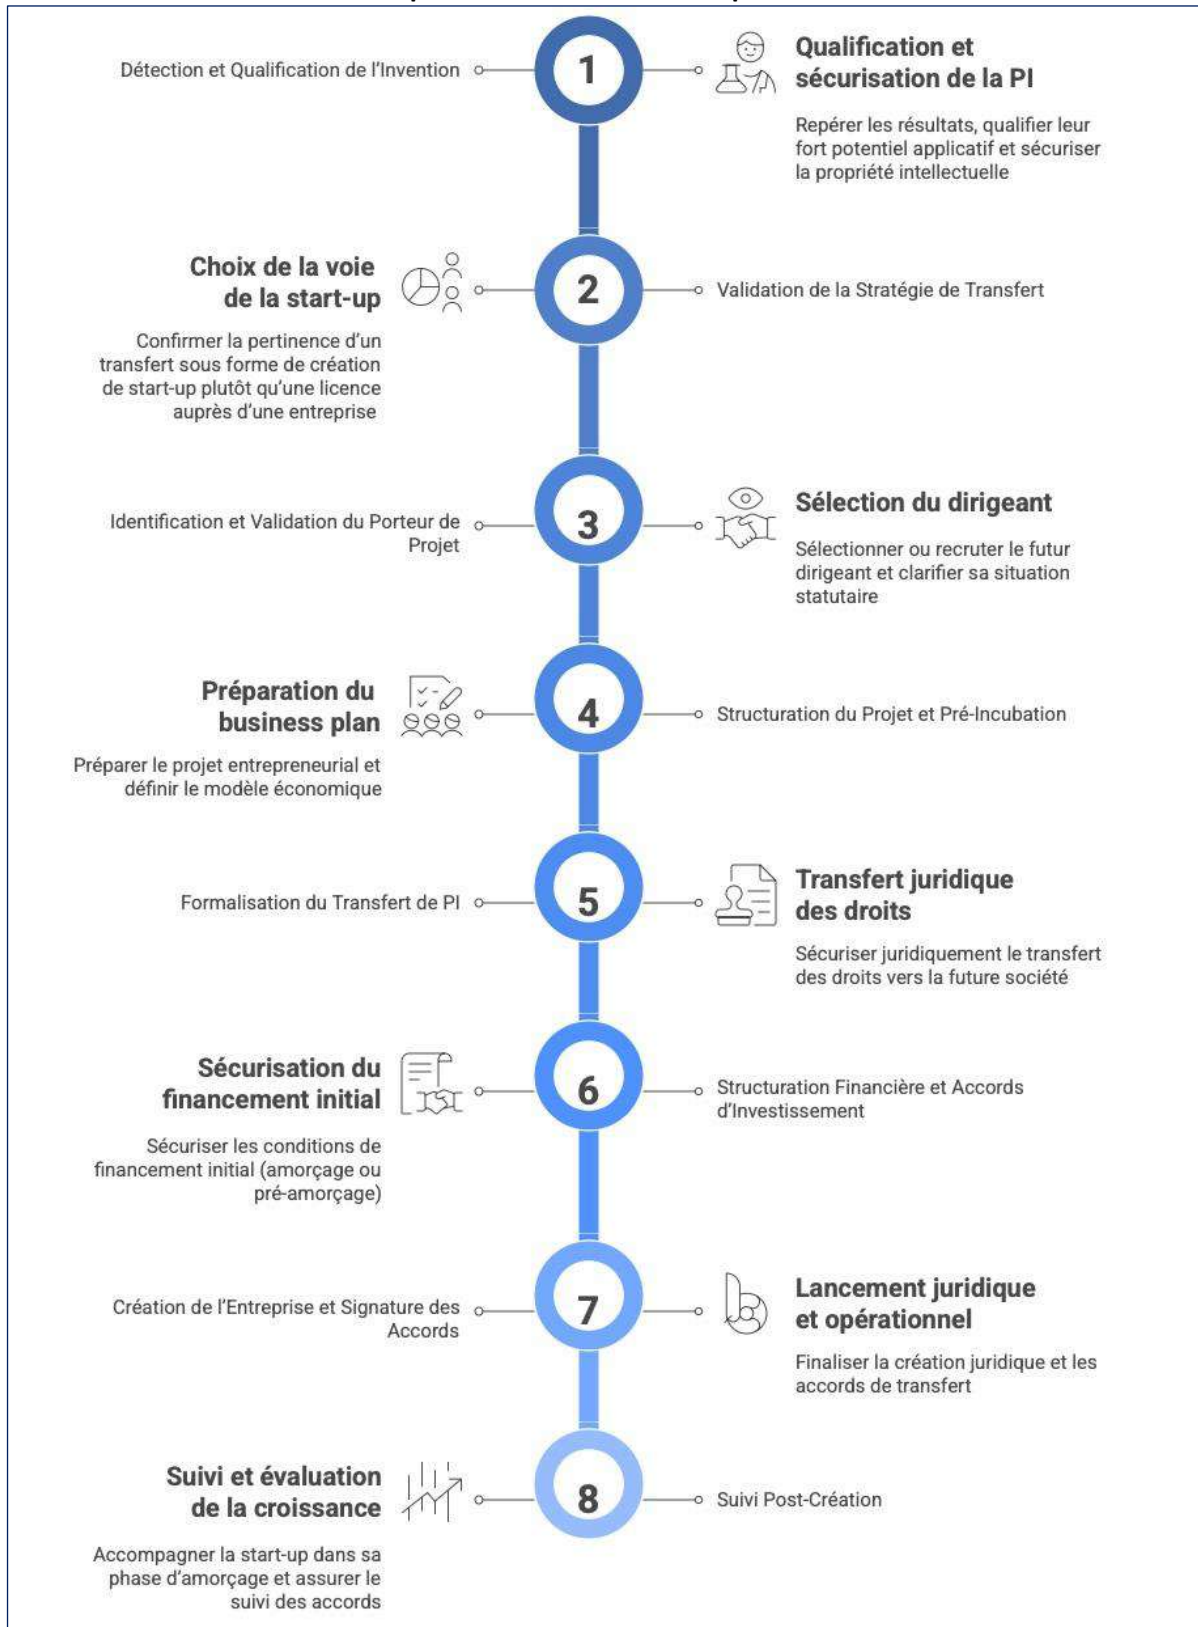 Détection et Qualification de l’Invention
1
Qualification et
sécurisation de la PI
Repérer les résultats, qualifier leur
fort potentiel applicatif et sécuriser
la propriété intellectuelle
Choix de la voie
de la start-up
Confirmer la pertinence d’un
transfert sous forme de création
de start-up plutôt qu’une licence
auprès d’une entreprise
2
Validation de la Stratégie de Transfert
Identification et Validation du Porteur de
Projet
3
Sélection du dirigeant
Sélectionner ou recruter le futur
dirigeant et clarifier sa situation
statutaire
Préparation du
business plan
Préparer le projet entrepreneurial et
définir le modèle économique
4
Structuration du Projet et Pré-Incubation
Formalisation du Transfert de PI
5
Transfert juridique
des droits
Sécuriser juridiquement le transfert
des droits vers la future société
Sécurisation du
financement initial
Sécuriser les conditions de
financement initial (amorçage ou
pré-amorçage)
6
Structuration Financière et Accords
d’Investissement
Création de l’Entreprise et Signature des
Accords
7
Lancement juridique
et opérationnel
Finaliser la création juridique et les
accords de transfert
Suivi et évaluation
de la croissance
Accompagner la start-up dans sa
phase d’amorçage et assurer le
suivi des accords
8
Suivi Post-Création